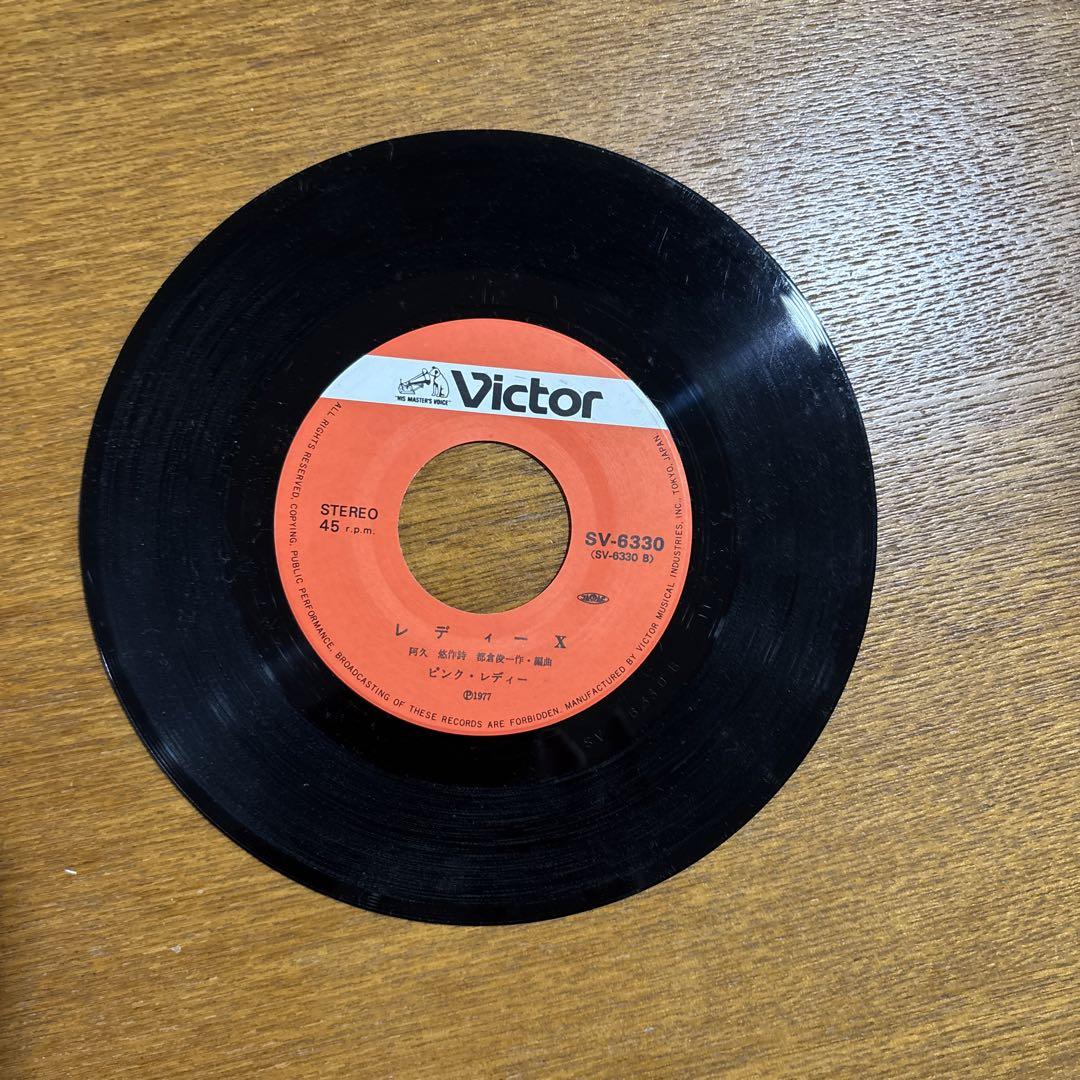 "HIS MASTER'S VOICE"
Victor
STEREO
45 r.p.m.
SV-6330
(SV-6330 B)
レディー X
阿久 悠作詩 都倉俊一作・編曲
ピンク・レディー
Ⓟ1977
ALL RIGHTS RESERVED. COPYING, PUBLIC PERFORMANCE, BROADCASTING OF THESE RECORDS ARE FORBIDDEN. MANUFACTURED BY VICTOR MUSICAL INDUSTRIES, INC., TOKYO, JAPAN